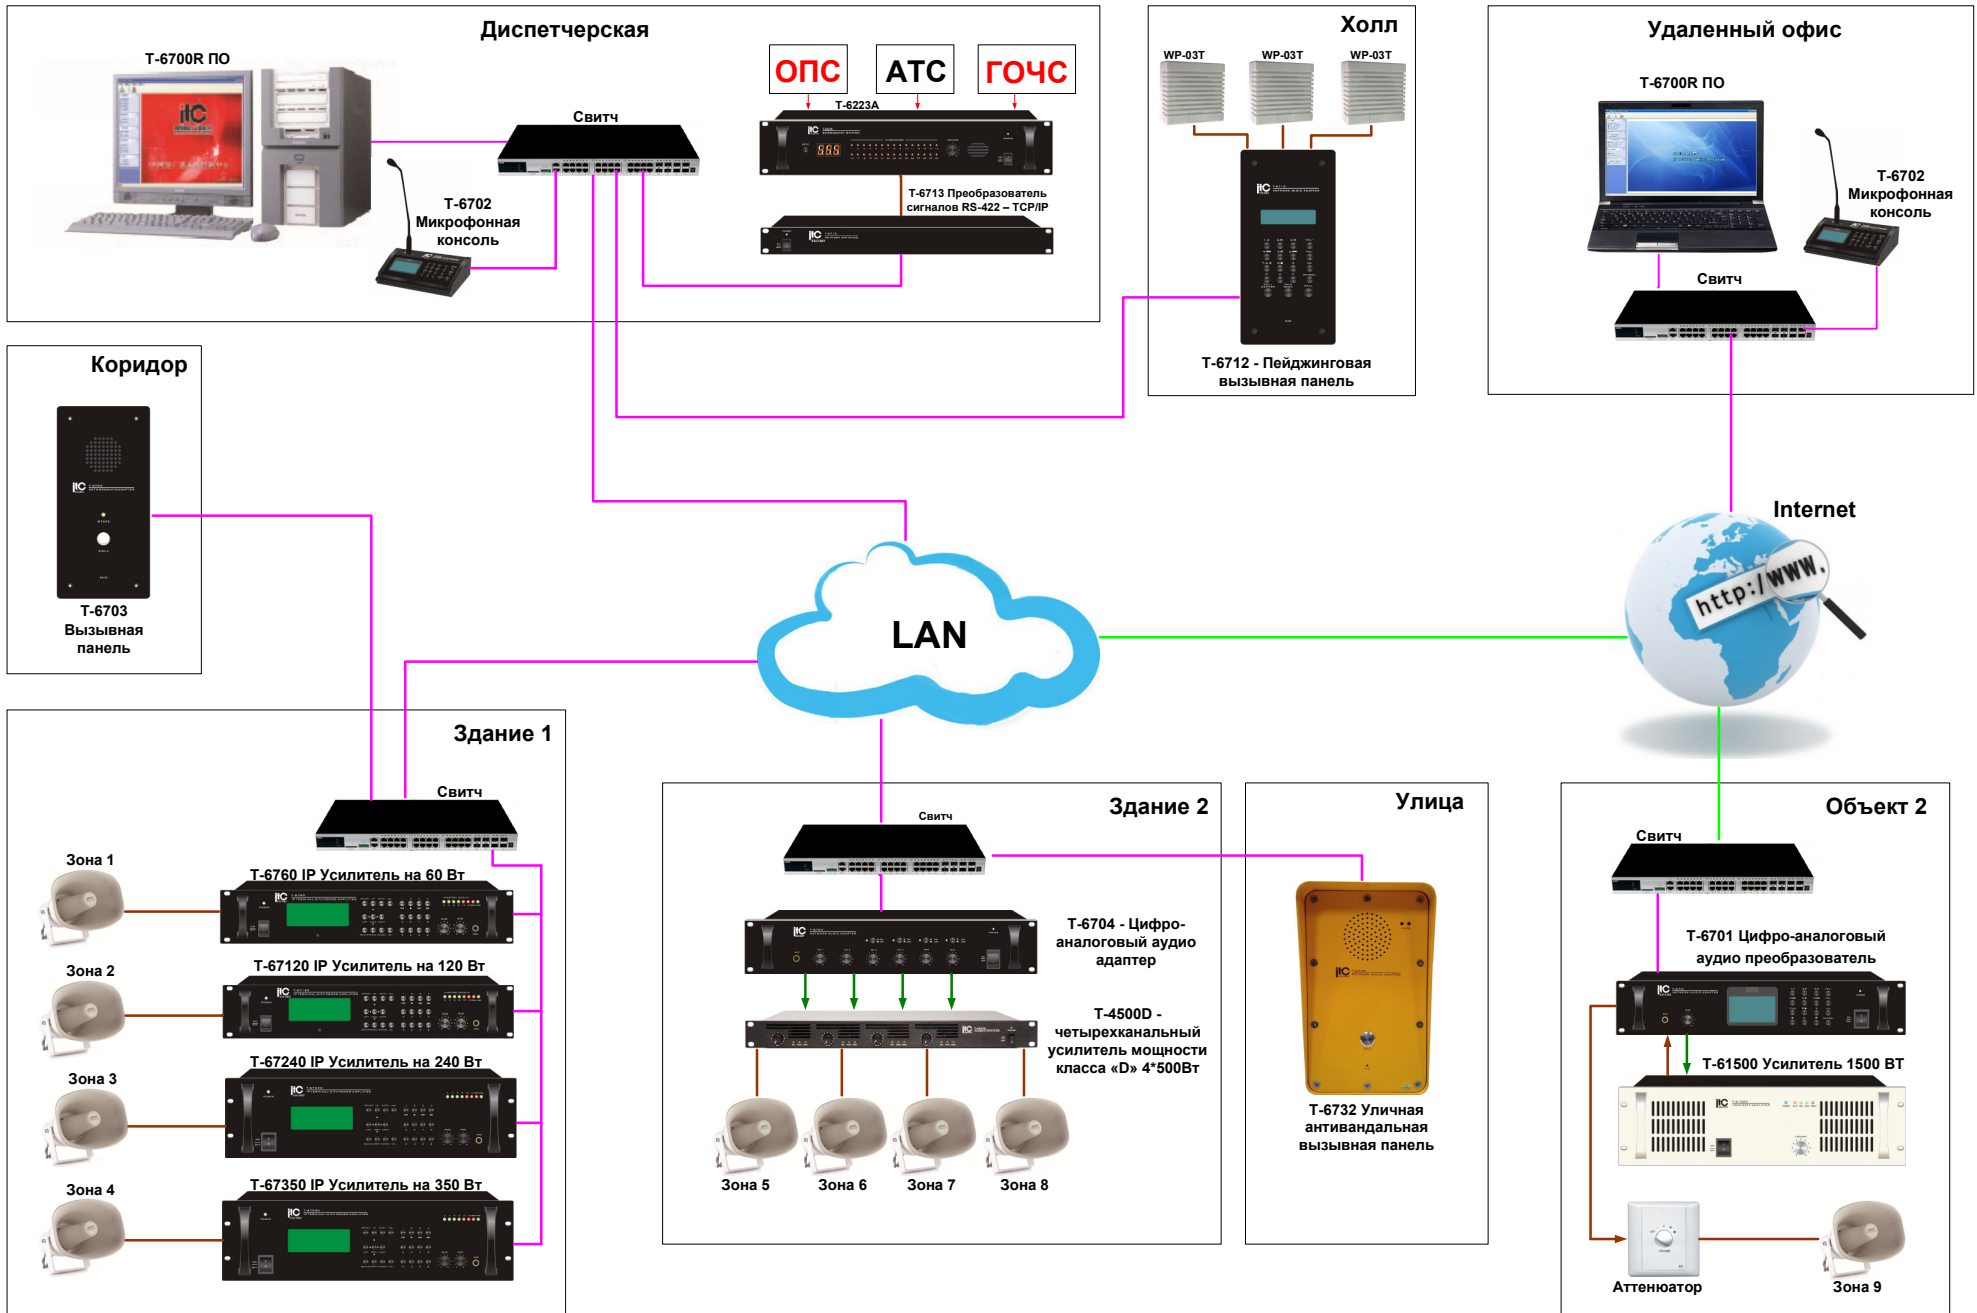 Диспетчерская
Т-6700R ПО
Свитч
Т-6702
Микрофонная
консоль
ОПС
АТС
ГОЧС
Т-6223А
Т-6713 Преобразователь
сигналов RS-422 – TCP/IP
Холл
WP-03T
WP-03T
WP-03T
Т-6712 - Пейджинговая
вызывная панель
Удаленный офис
Т-6700R ПО
Т-6702
Микрофонная
консоль
Свитч
Коридор
Т-6703
Вызывная
панель
LAN
Internet
http://www.
Здание 1
Свитч
Зона 1
Т-6760 IP Усилитель на 60 Вт
Зона 2
Т-67120 IP Усилитель на 120 Вт
Зона 3
Т-67240 IP Усилитель на 240 Вт
Зона 4
Т-67350 IP Усилитель на 350 Вт
Здание 2
Свитч
Т-6704 - Цифро-
аналоговый аудио
адаптер
Т-4500D -
четырехканальный
усилитель мощности
класса «D» 4*500Вт
Зона 5
Зона 6
Зона 7
Зона 8
Улица
Т-6732 Уличная
антивандальная
вызывная панель
Объект 2
Свитч
Т-6701 Цифро-аналоговый
аудио преобразователь
Т-61500 Усилитель 1500 ВТ
Аттенюатор
Зона 9